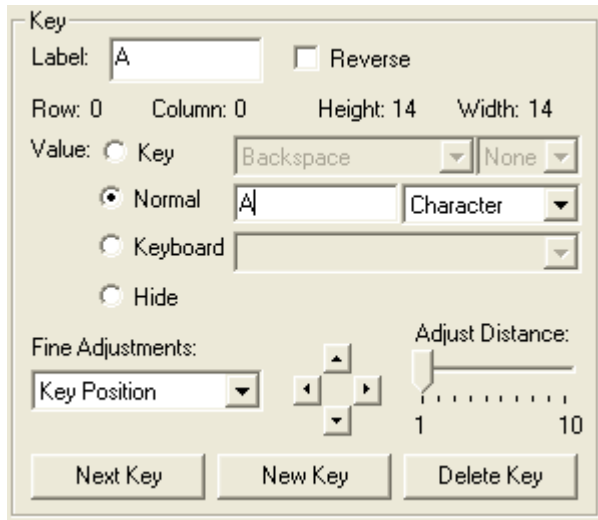 Key
Label: A Reverse
Row: 0 Column: 0 Height: 14 Width: 14
Value: Key Backspace None
Normal A Character
Keyboard
Hide
Fine Adjustments: Adjust Distance:
Key Position
1 10
Next Key New Key Delete Key